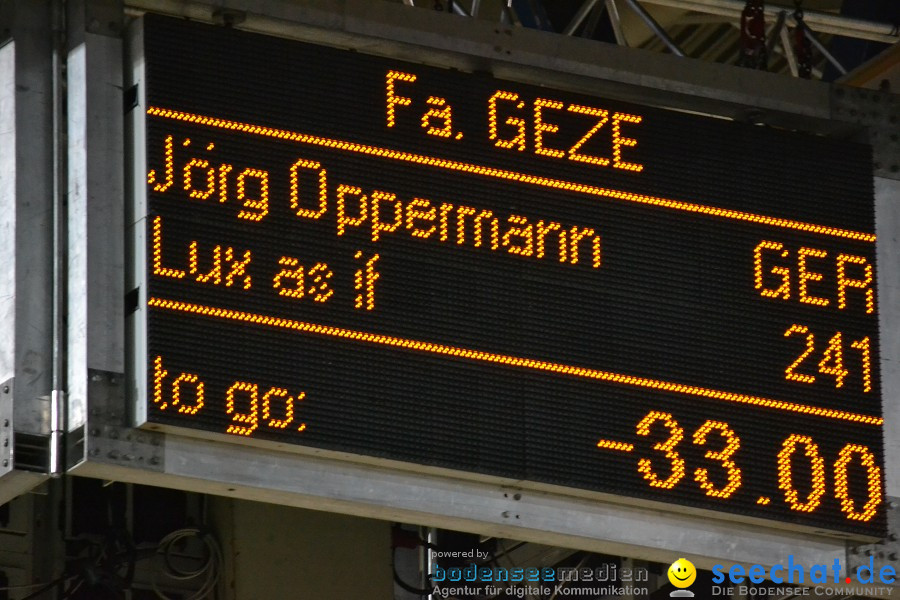 Fa. GEZE
Jörg Oppermann GER
Lux as if 241
to go: -33.00
powered by
bodenseemedien
Agentur für digitale Kommunikation
seechat.de
DIE BODENSEE COMMUNITY